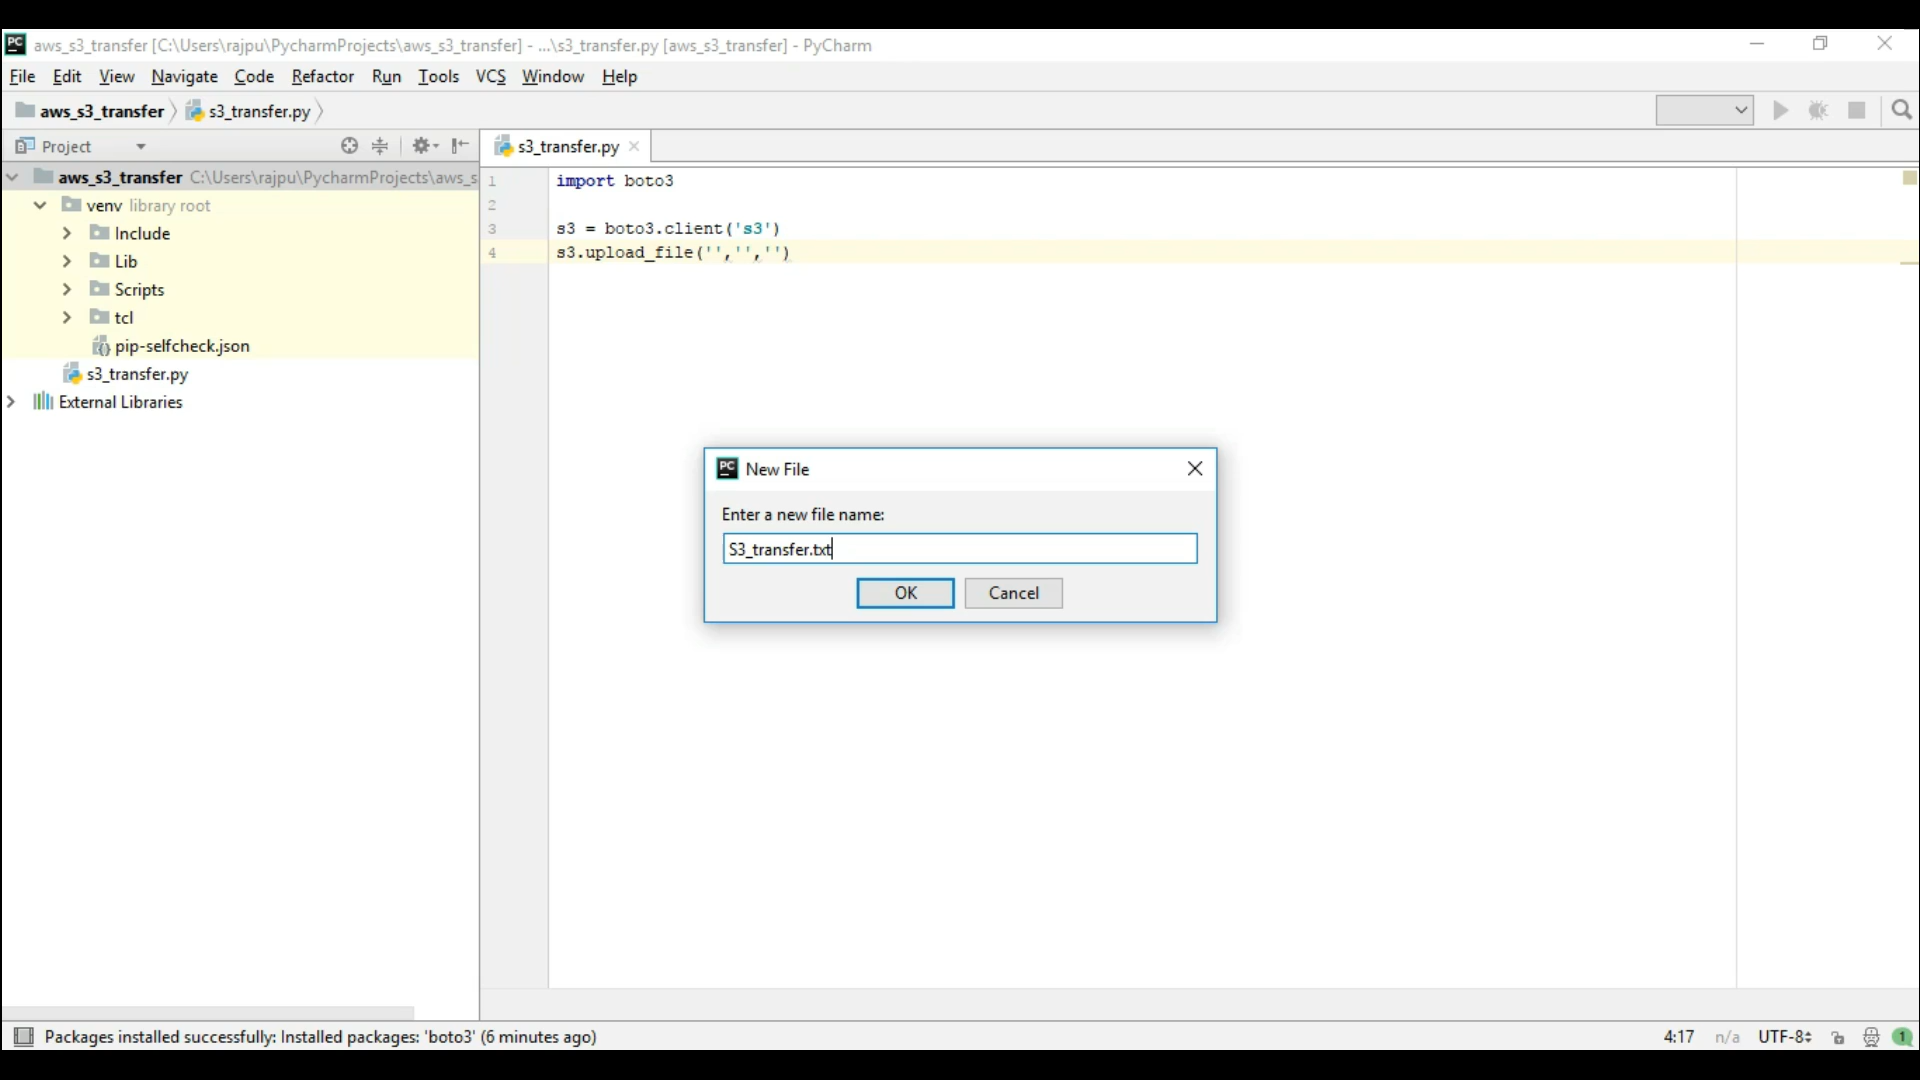 PC aws_s3_transfer [C:\Users\rajpu\PycharmProjects\aws_s3_transfer] - ...\s3_transfer.py [aws_s3_transfer] - PyCharm
File Edit View Navigate Code Refactor Run Tools VCS Window Help
aws_s3_transfer s3_transfer.py
Project
s3_transfer.py
aws_s3_transfer C:\Users\rajpu\PycharmProjects\aws_s
venv library root
Include
Lib
Scripts
tcl
pip-selfcheck.json
s3_transfer.py
External Libraries
1 import boto3
2
3 s3 = boto3.client('s3')
4 s3.upload_file('','','')
PC New File
Enter a new file name:
S3_transfer.txt
OK Cancel
Packages installed successfully: Installed packages: 'boto3' (6 minutes ago)
4:17 n/a UTF-8 1